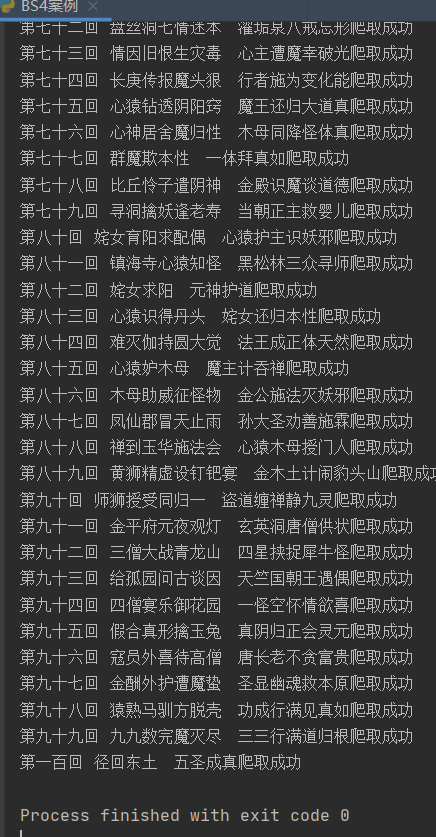 BS4案例
第七十二回 盘丝洞七情迷本  濯垢泉八戒忘形爬取成功
第七十三回 情因旧恨生灾毒  心主遭魔幸破光爬取成功
第七十四回 长庚传报魔头狠  行者施为变化能爬取成功
第七十五回 心猿钻透阴阳窍  魔王还归大道真爬取成功
第七十六回 心神居舍魔归性  木母同降怪体真爬取成功
第七十七回 群魔欺本性  一体拜真如爬取成功
第七十八回 比丘怜子遣阴神  金殿识魔谈道德爬取成功
第七十九回 寻洞擒妖逢老寿  当朝正主救婴儿爬取成功
第八十回 姹女育阳求配偶  心猿护主识妖邪爬取成功
第八十一回 镇海寺心猿知怪  黑松林三众寻师爬取成功
第八十二回 姹女求阳  元神护道爬取成功
第八十三回 心猿识得丹头  姹女还归本性爬取成功
第八十四回 难灭伽持圆大觉  法王成正体天然爬取成功
第八十五回 心猿妒木母  魔主计吞禅爬取成功
第八十六回 木母助威征怪物  金公施法灭妖邪爬取成功
第八十七回 凤仙郡冒天止雨  孙大圣劝善施霖爬取成功
第八十八回 禅到玉华施法会  心猿木母授门人爬取成功
第八十九回 黄狮精虚设钉钯宴  金木土计闹豹头山爬取成功
第九十回 师狮授受同归一  盗道缠禅静九灵爬取成功
第九十一回 金平府元夜观灯  玄英洞唐僧供状爬取成功
第九十二回 三僧大战青龙山  四星挟捉犀牛怪爬取成功
第九十三回 给孤园问古谈因  天竺国朝王遇偶爬取成功
第九十四回 四僧宴乐御花园  一怪空怀情欲喜爬取成功
第九十五回 假合真形擒玉兔  真阴归正会灵元爬取成功
第九十六回 寇员外喜待高僧  唐长老不贪富贵爬取成功
第九十七回 金酬外护遭魔蛰  圣显幽魂救本原爬取成功
第九十八回 猿熟马驯方脱壳  功成行满见真如爬取成功
第九十九回 九九数完魔灭尽  三三行满道归根爬取成功
第一百回 径回东土  五圣成真爬取成功
Process finished with exit code 0